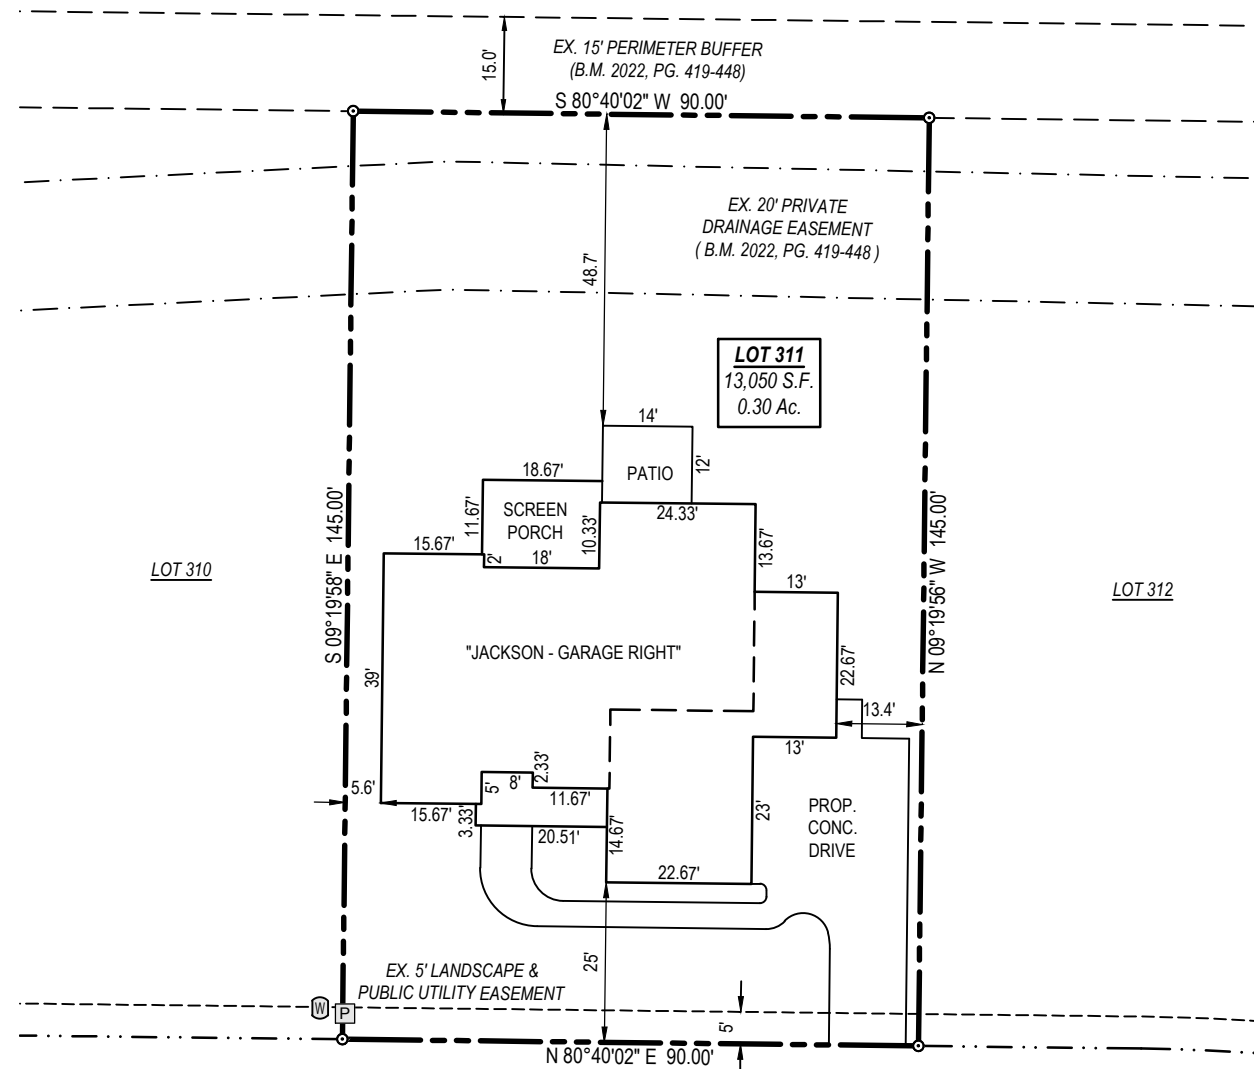 15.0'
EX. 15' PERIMETER BUFFER
(B.M. 2022, PG. 419-448)
S 80°40'02" W  90.00'
EX. 20' PRIVATE
DRAINAGE EASEMENT
( B.M. 2022, PG. 419-448 )
48.7'
LOT 311
13,050 S.F.
0.30 Ac.
14'
PATIO
12'
18.67'
SCREEN
PORCH
11.67'
10.33'
24.33'
15.67'
2'
18'
13.67'
13'
S 09°19'58" E  145.00'
N 09°19'56" W  145.00'
LOT 310
LOT 312
"JACKSON - GARAGE RIGHT"
39'
22.67'
13.4'
13'
5.6'
15.67'
5'
8'
2.33'
11.67'
3.33'
20.51'
14.67'
23'
PROP.
CONC.
DRIVE
22.67'
25'
EX. 5' LANDSCAPE &
PUBLIC UTILITY EASEMENT
W
P
5'
N 80°40'02" E  90.00'